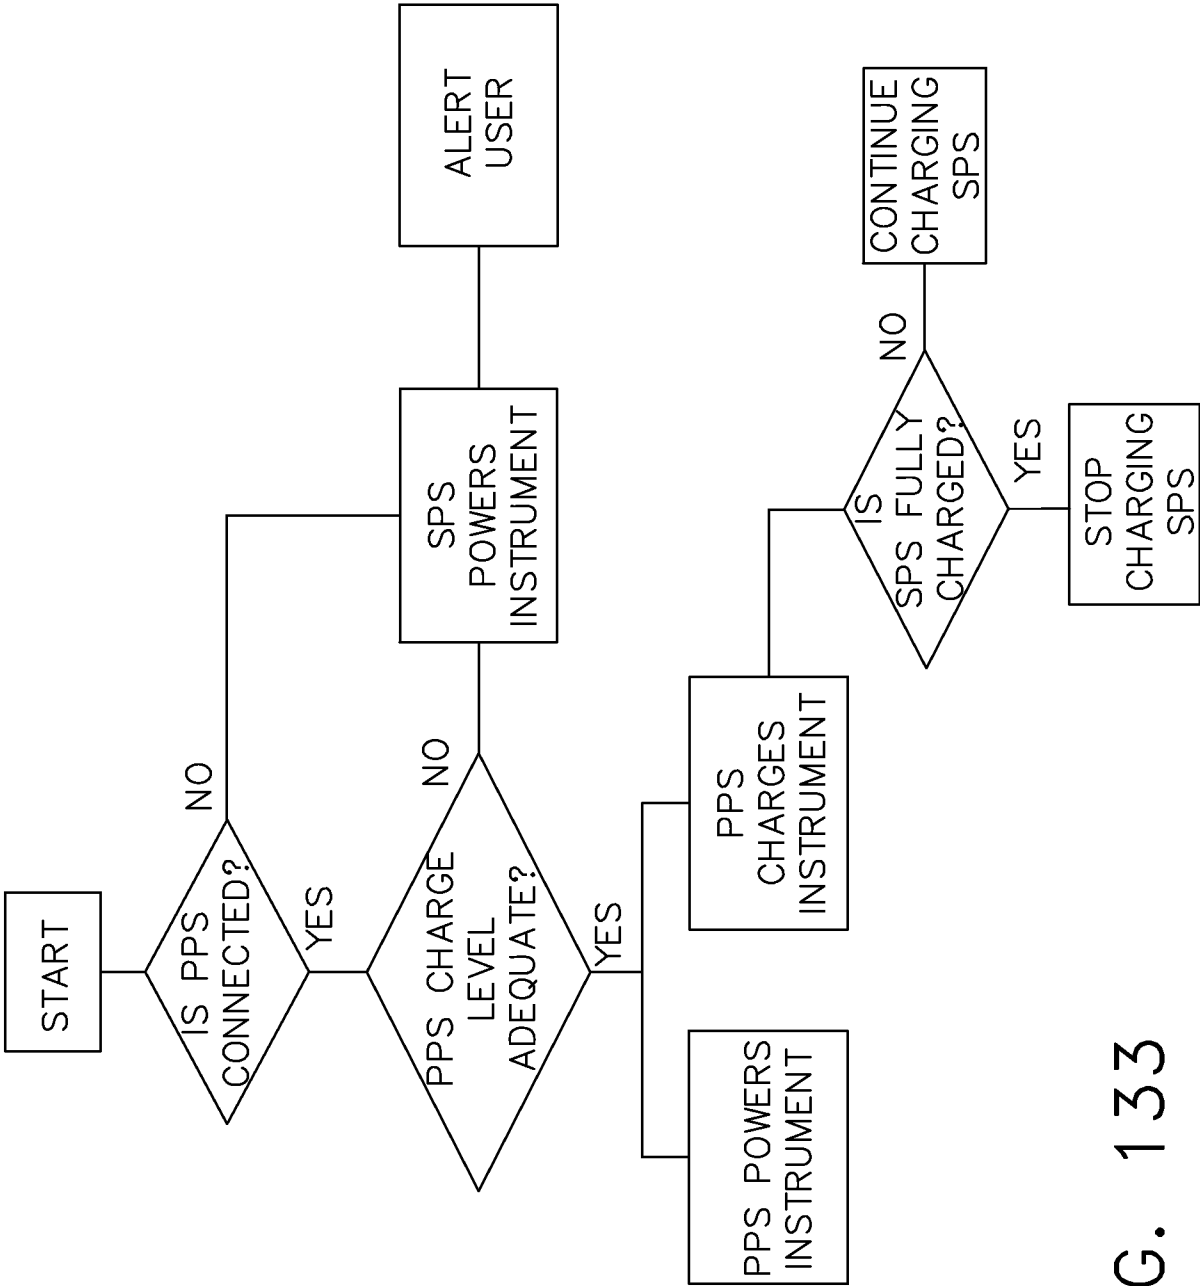 START
IS PPS
CONNECTED?
NO
YES
PPS CHARGE
LEVEL
ADEQUATE?
NO
YES
SPS
POWERS
INSTRUMENT
ALERT
USER
PPS POWERS
INSTRUMENT
PPS
CHARGES
INSTRUMENT
IS
SPS FULLY
CHARGED?
NO
YES
CONTINUE
CHARGING
SPS
STOP
CHARGING
SPS
G. 133